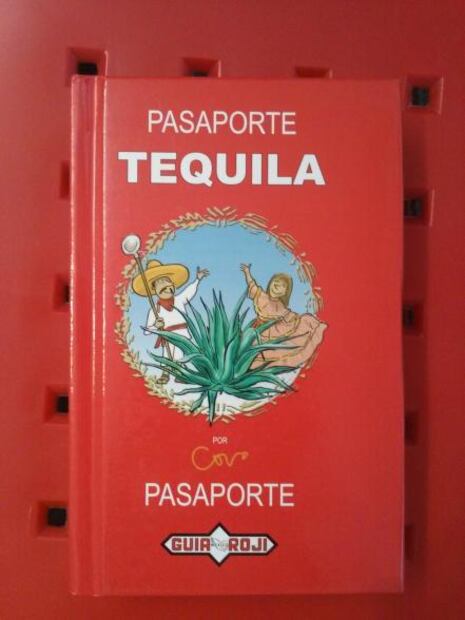 PASAPORTE
TEQUILA
POR
Covo
PASAPORTE
GUIA ROJI